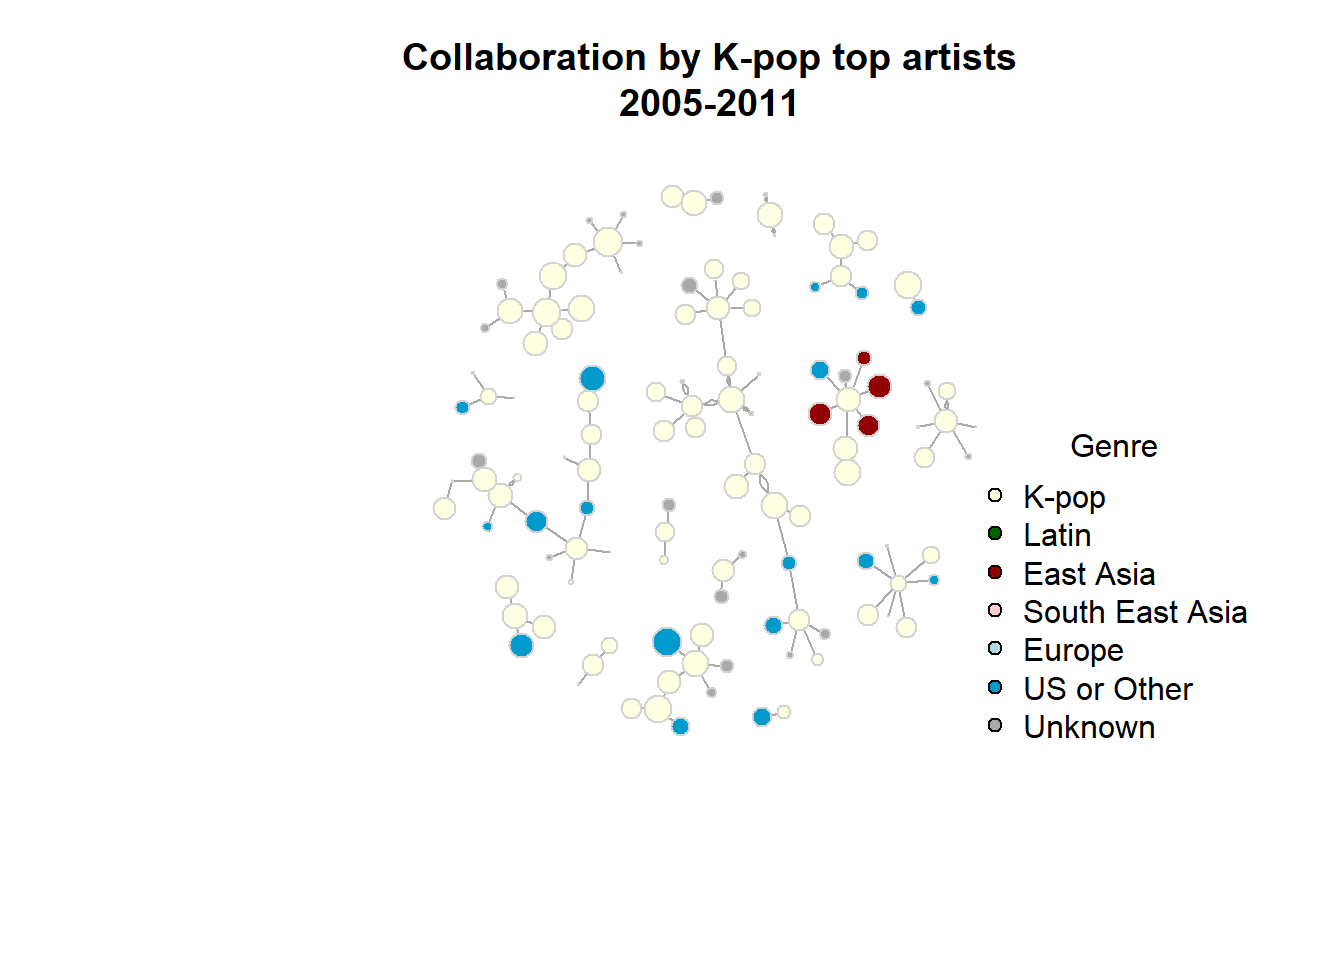 Collaboration by K-pop top artists
2005-2011
Genre
K-pop
Latin
East Asia
South East Asia
Europe
US or Other
Unknown